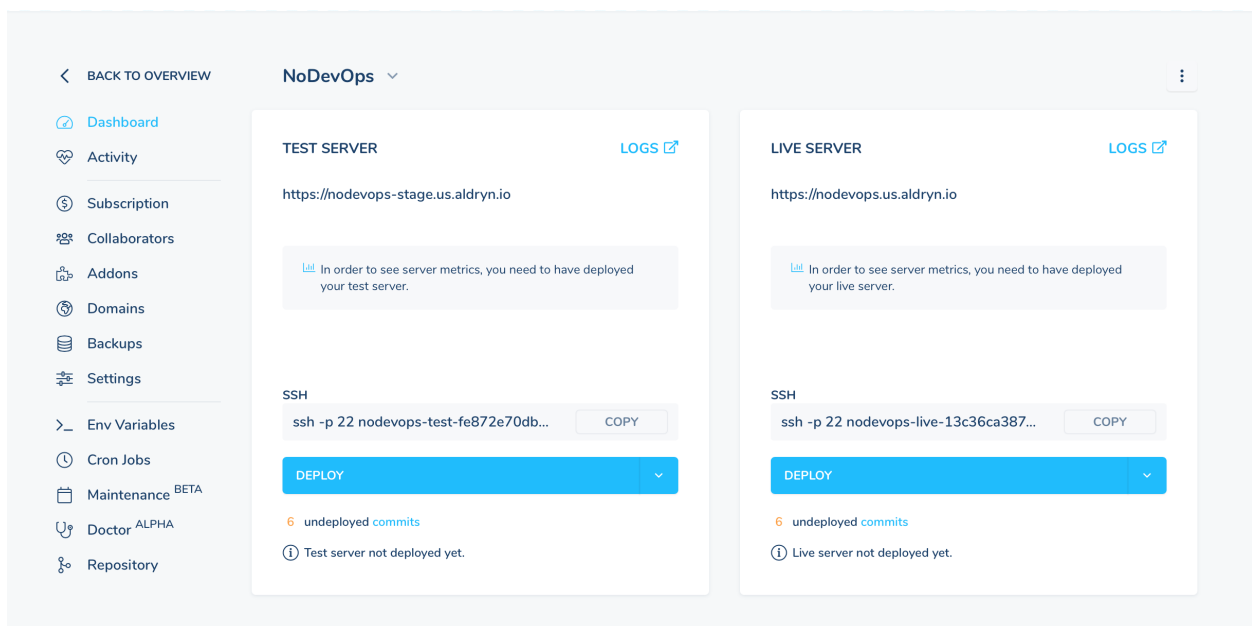 BACK TO OVERVIEW
NoDevOps
Dashboard
Activity
Subscription
Collaborators
Addons
Domains
Backups
Settings
Env Variables
Cron Jobs
Maintenance BETA
Doctor ALPHA
Repository
TEST SERVER
LOGS
https://nodevops-stage.us.aldryn.io
In order to see server metrics, you need to have deployed
your test server.
SSH
ssh -p 22 nodevops-test-fe872e70db...
COPY
DEPLOY
6 undeployed commits
Test server not deployed yet.
LIVE SERVER
LOGS
https://nodevops.us.aldryn.io
In order to see server metrics, you need to have deployed
your live server.
SSH
ssh -p 22 nodevops-live-13c36ca387...
COPY
DEPLOY
6 undeployed commits
Live server not deployed yet.